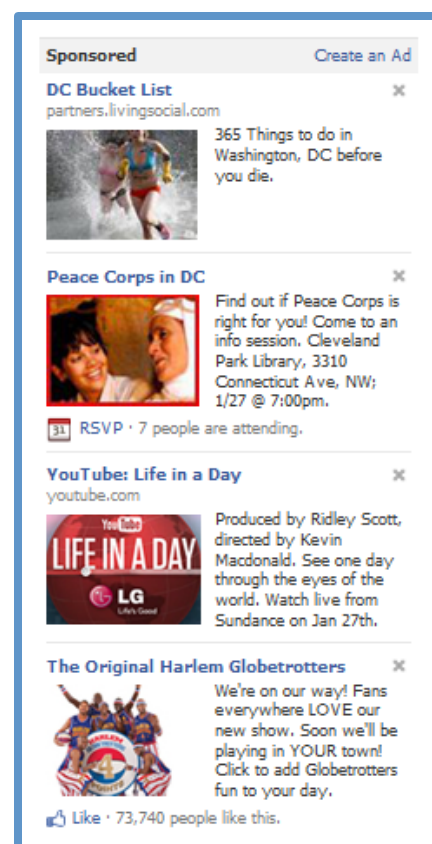 Sponsored Create an Ad
DC Bucket List
partners.livingsocial.com
365 Things to do in
Washington, DC before
you die.
Peace Corps in DC
Find out if Peace Corps is
right for you! Come to an
info session. Cleveland
Park Library, 3310
Connecticut Ave, NW;
1/27 @ 7:00pm.
31 RSVP · 7 people are attending.
YouTube: Life in a Day
youtube.com
YouTube
LIFE IN A DAY
LG
Life's Good
Produced by Ridley Scott,
directed by Kevin
Macdonald. See one day
through the eyes of the
world. Watch live from
Sundance on Jan 27th.
The Original Harlem Globetrotters
HARLEM
4
POINTS
We're on our way! Fans
everywhere LOVE our
new show. Soon we'll be
playing in YOUR town!
Click to add Globetrotters
fun to your day.
Like · 73,740 people like this.